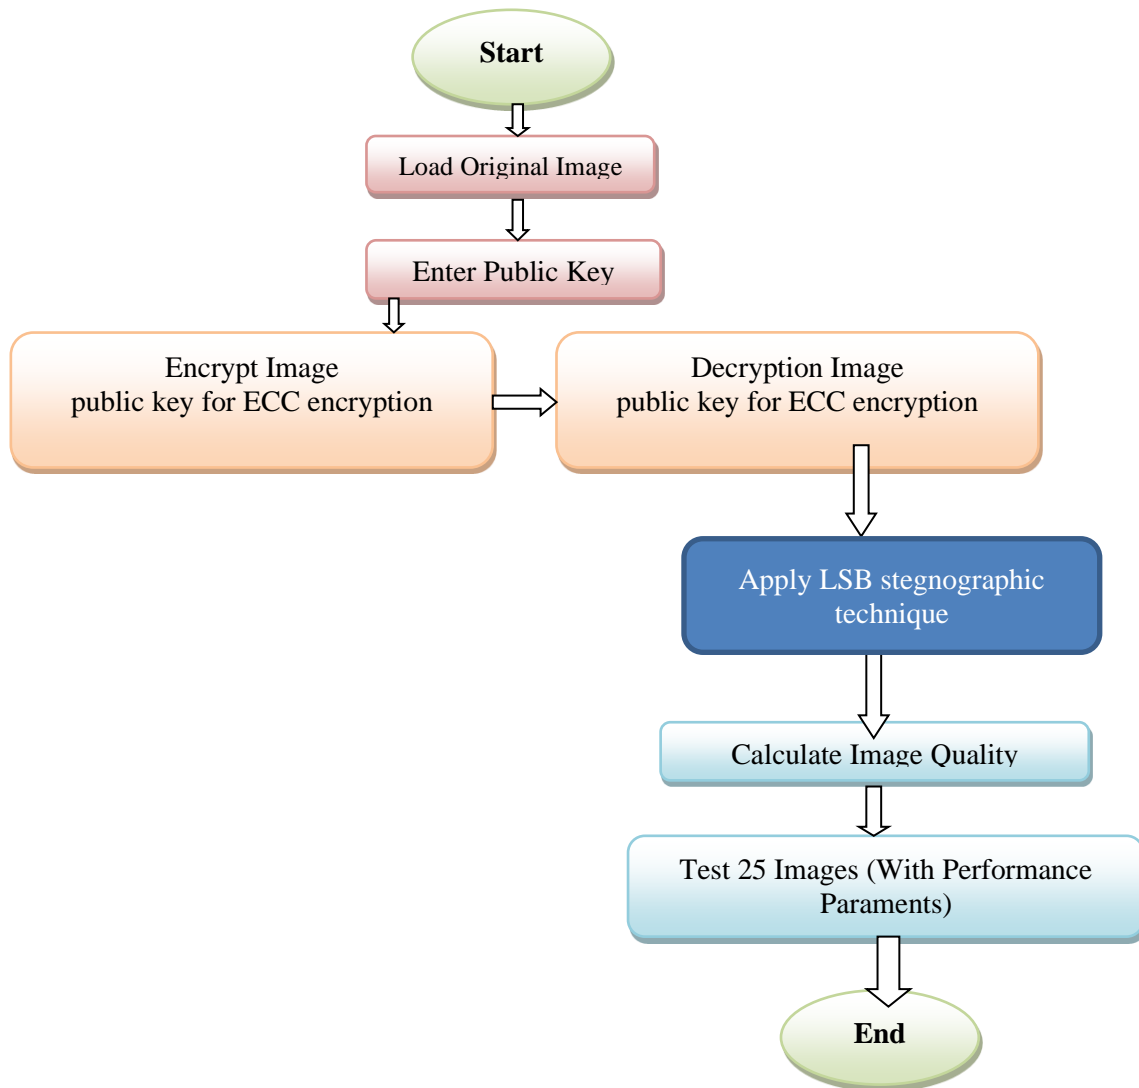 Start
Load Original Image
Enter Public Key
Encrypt Image
public key for ECC encryption
Decryption Image
public key for ECC encryption
Apply LSB stegnographic
technique
Calculate Image Quality
Test 25 Images (With Performance
Paraments)
End